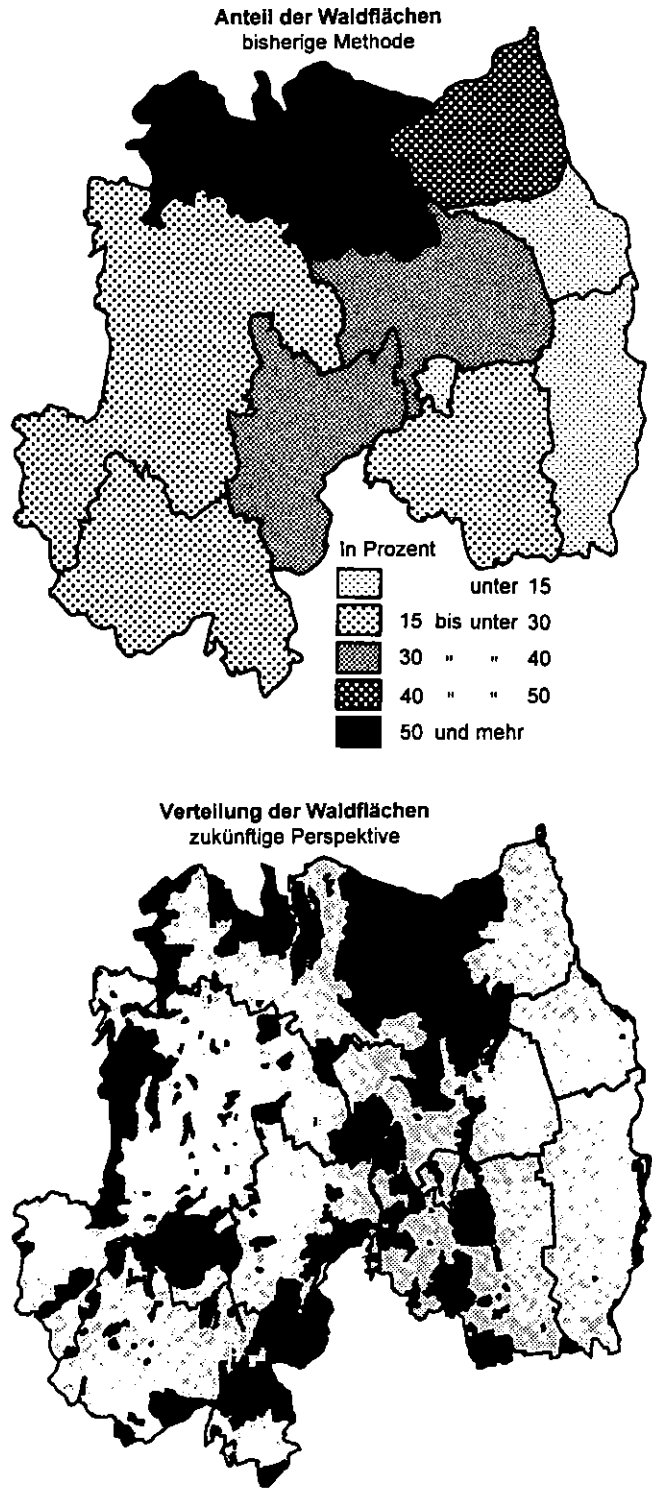 Anteil der Waldflächen
bisherige Methode
in Prozent
unter 15
15 bis unter 30
30 " " 40
40 " " 50
50 und mehr
Verteilung der Waldflächen
zukünftige Perspektive